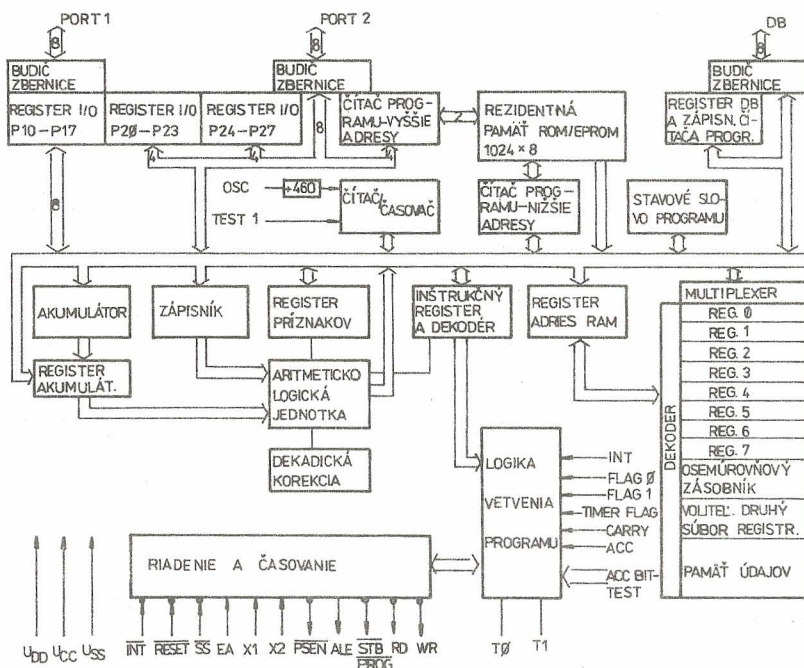 PORT 1
PORT 2
DB
8
8
8
BUDIČ
ZBERNICE
BUDIČ
ZBERNICE
BUDIČ
ZBERNICE
REGISTER I/O
P10–P17
REGISTER I/O
P20–P23
REGISTER I/O
P24–P27
8
ČÍTAČ PROG-
RAMU-VYŠŠIE
ADRESY
2
REZIDENTNÁ
PAMÄŤ ROM/EPROM
1024 × 8
REGISTER DB
A ZÁPISN. ČÍ-
TAČA PROGR.
4
4
4
8
OSC
÷460
TEST 1
ČÍTAČ/
ČASOVAČ
ČÍTAČ PROG-
RAMU-NIŽŠIE
ADRESY
STAVOVÉ SLO-
VO PROGRAMU
AKUMULÁTOR
ZÁPISNÍK
REGISTER
PRÍZNAKOV
INŠTRUKČNÝ
REGISTER
A DEKODÉR
REGISTER
ADRIES RAM
REGISTER
AKUMULÁT.
ARITMETICKO
LOGICKÁ
JEDNOTKA
DEKADICKÁ
KOREKCIA
DEKODER
MULTIPLEXER
REG. 0
REG. 1
REG. 2
REG. 3
REG. 4
REG. 5
REG. 6
REG. 7
OSEMÚROVŇOVÝ
ZÁSOBNÍK
VOLITEĽ. DRUHÝ
SÚBOR REGISTR.
PAMÄŤ ÚDAJOV
LOGIKA
VETVENIA
PROGRAMU
INT
FLAG 0
FLAG 1
TIMER FLAG
CARRY
ACC
ACC BIT-
TEST
T0
T1
RIADENIE A ČASOVANIE
UDD
UCC
USS
INT
RESET
SS
EA
X1
X2
PSEN
ALE
STB
PROG
RD
WR